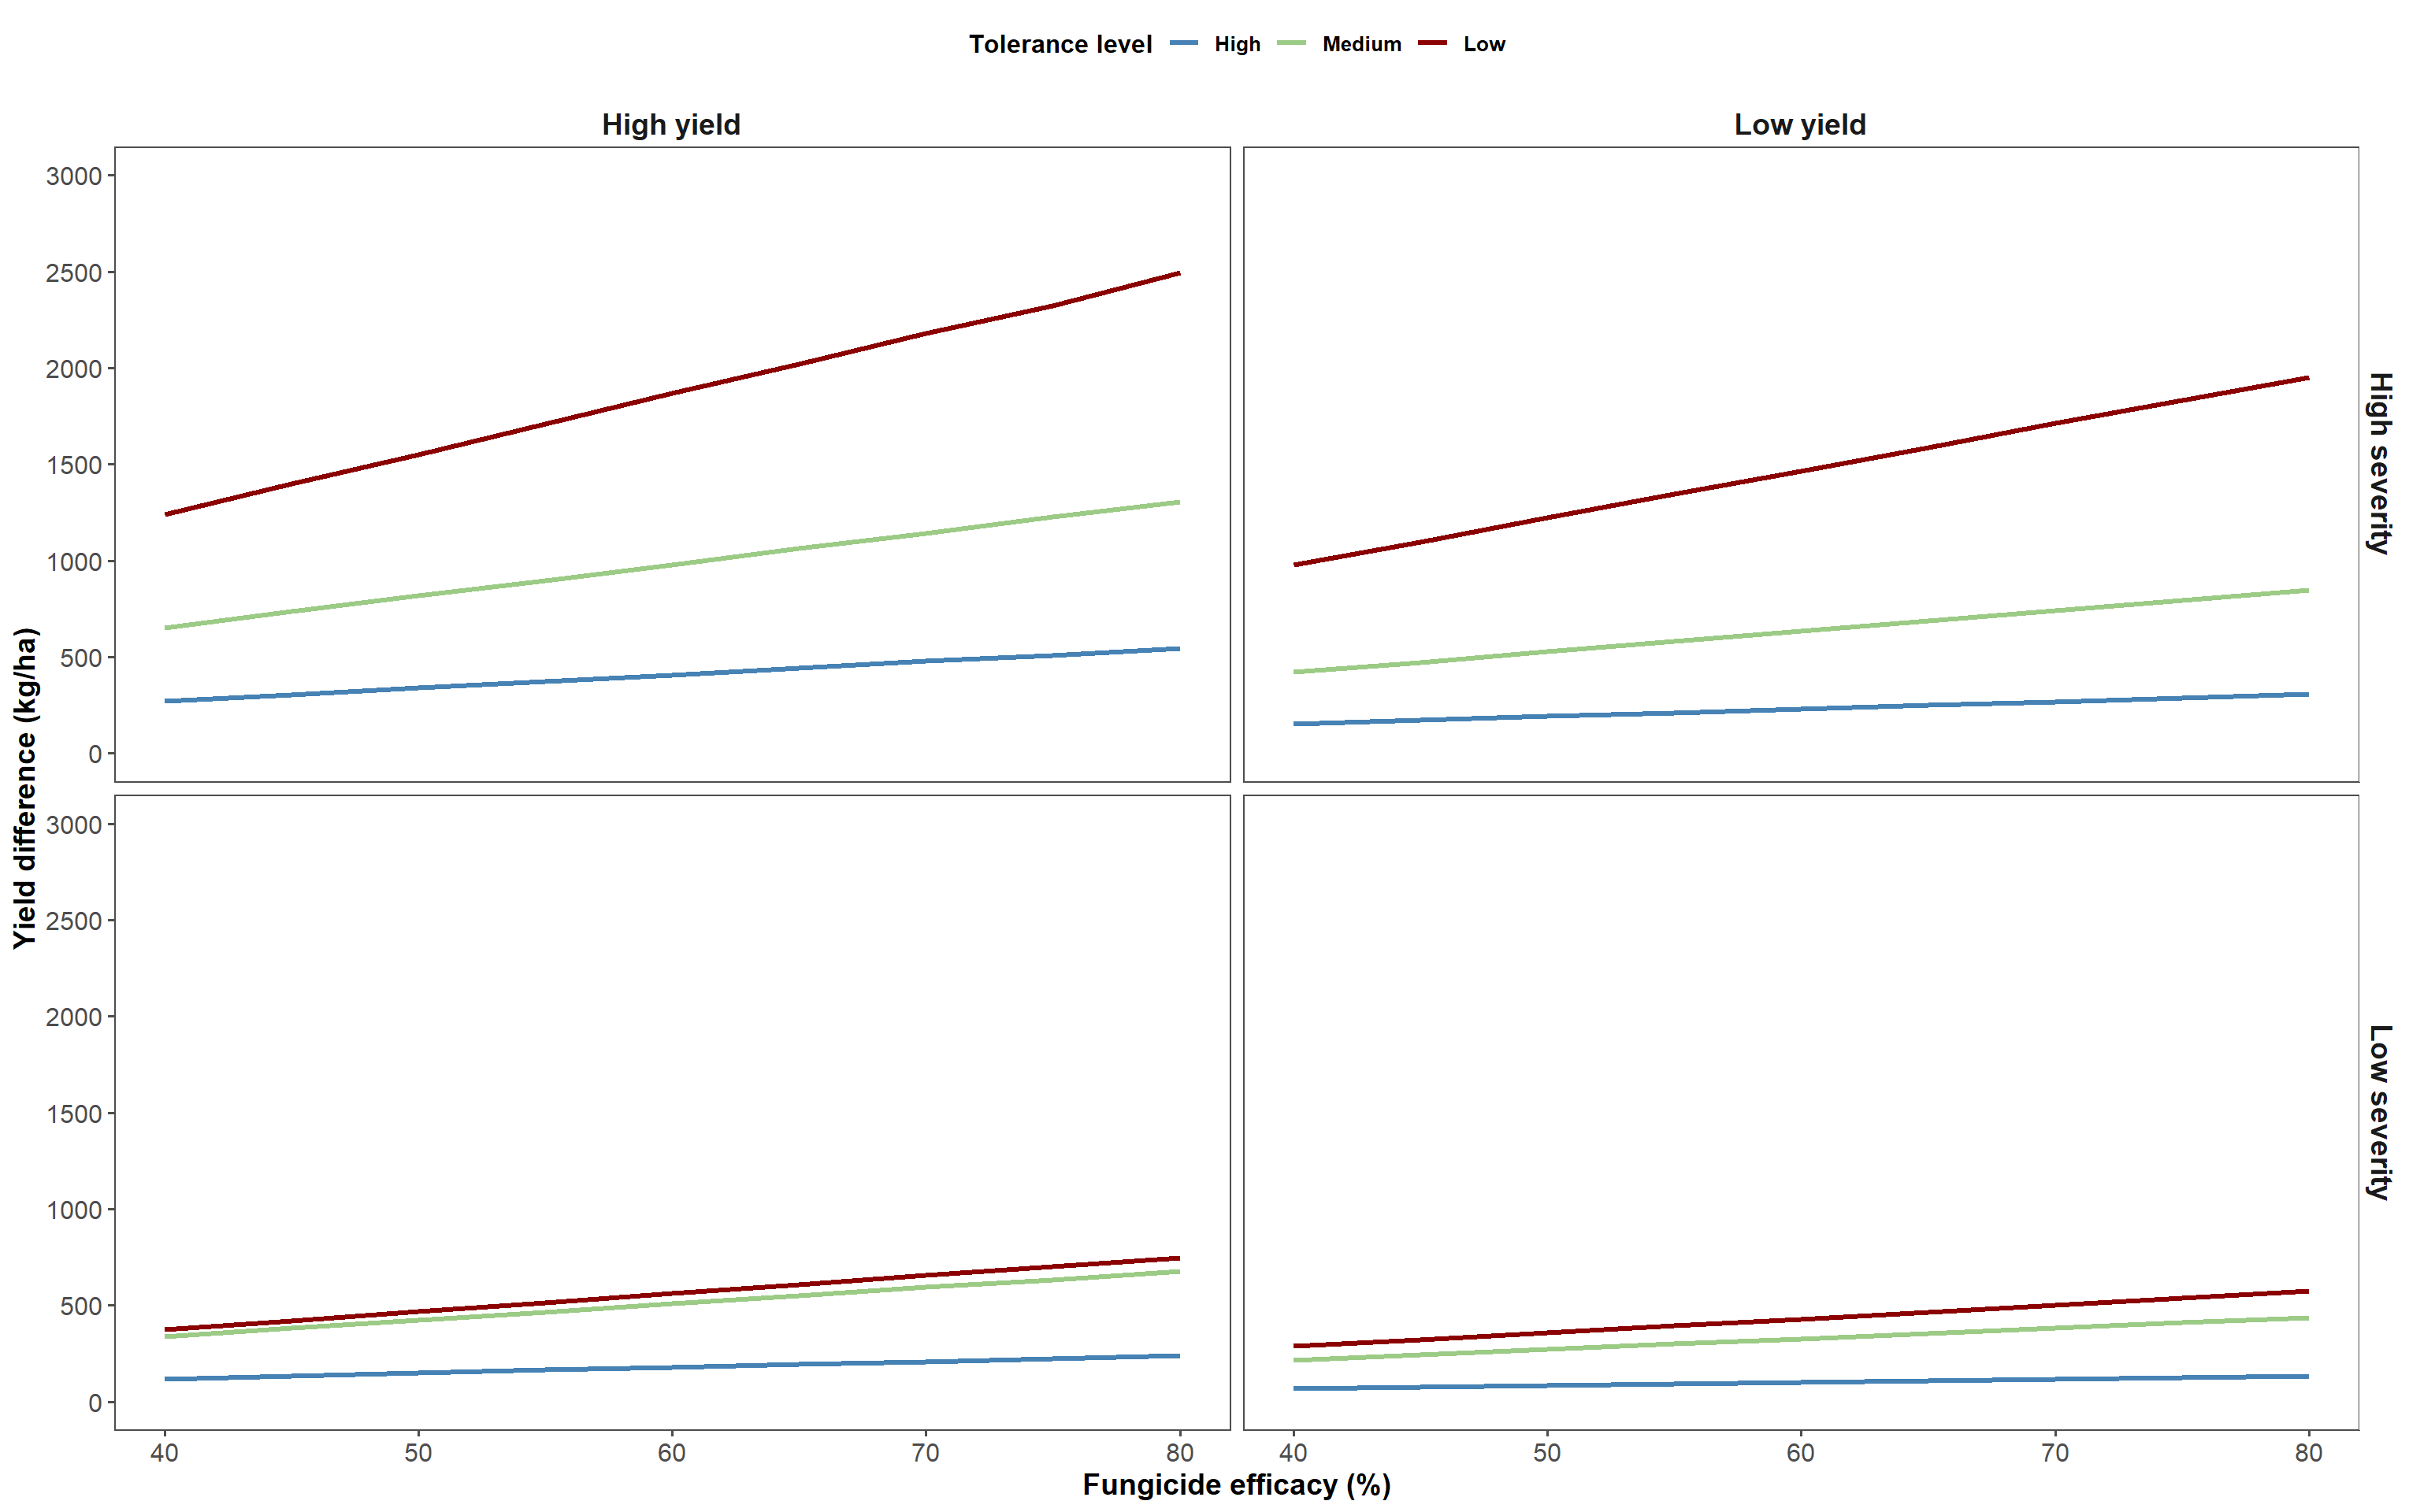 Tolerance level High Medium Low
High yield Low yield
3000
2500
2000
1500
1000
500
0
High severity
Yield difference (kg/ha)
3000
2500
2000
1500
1000
500
0
Low severity
40 50 60 70 80 40 50 60 70 80
Fungicide efficacy (%)